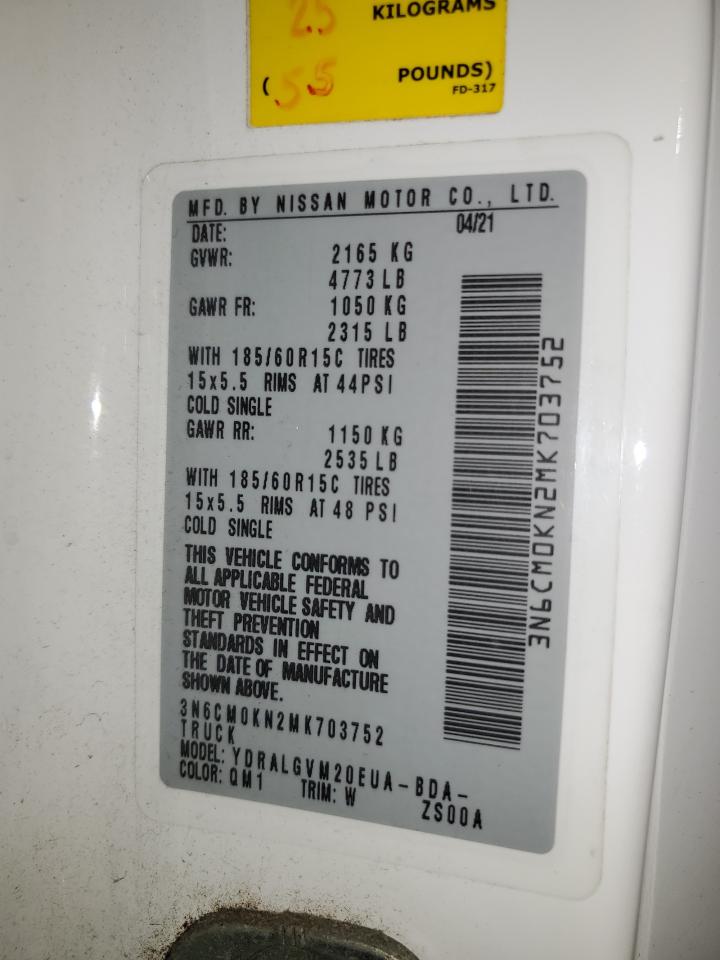 25 KILOGRAMS
(55 POUNDS)
FD-317
MFD. BY NISSAN MOTOR CO., LTD.
DATE: 04/21
GVWR: 2165 KG
4773 LB
GAWR FR: 1050 KG
2315 LB
WITH 185/60R15C TIRES
15x5.5 RIMS AT 44PSI
COLD SINGLE
GAWR RR: 1150 KG
2535 LB
WITH 185/60R15C TIRES
15x5.5 RIMS AT 48 PSI
COLD SINGLE
THIS VEHICLE CONFORMS TO
ALL APPLICABLE FEDERAL
MOTOR VEHICLE SAFETY AND
THEFT PREVENTION
STANDARDS IN EFFECT ON
THE DATE OF MANUFACTURE
SHOWN ABOVE.
3N6CM0KN2MK703752
TRUCK
MODEL: YDRALGVM20EUA-BDA-
ZS00A
COLOR: QM1 TRIM: W
3N6CM0KN2MK703752